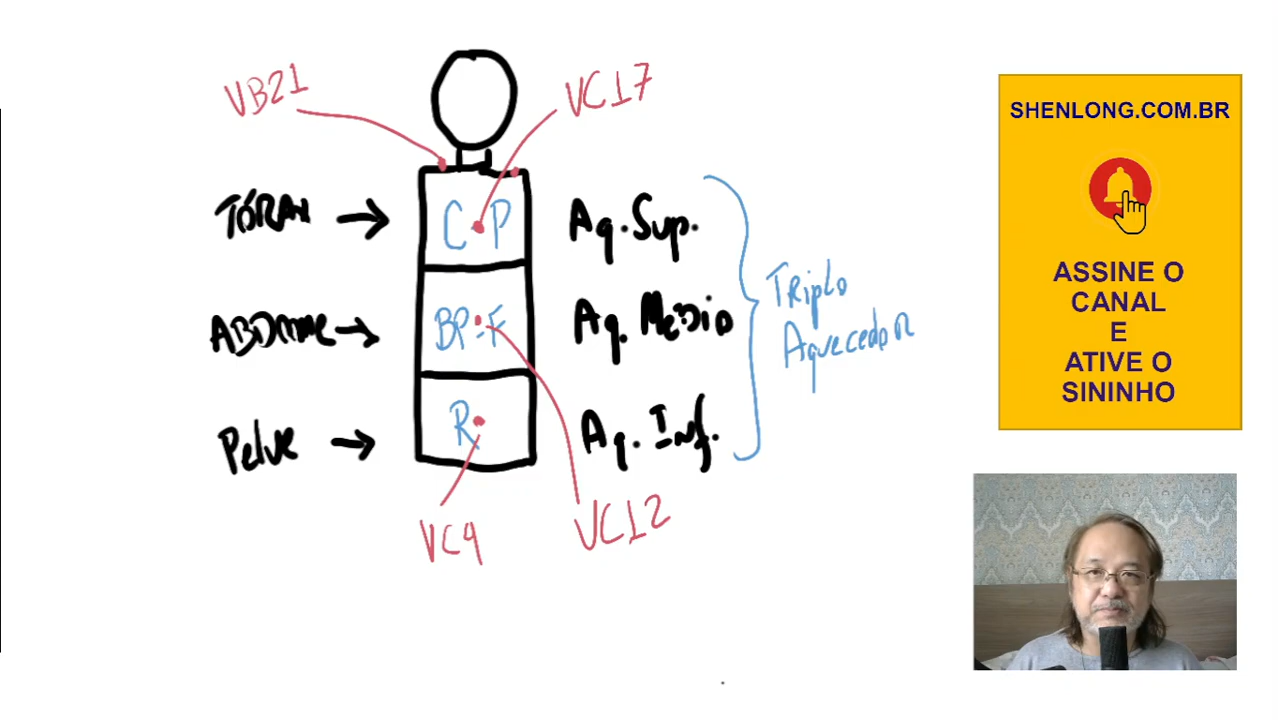 VB21
VC17
TÓRAX
C P
Aq. Sup.
Triplo
Aquecedor
ABDOME
BP F
Aq. Médio
Pelve
R
Aq. Inf.
VC4
VC12
SHENLONG.COM.BR
ASSINE O
CANAL
E
ATIVE O
SININHO